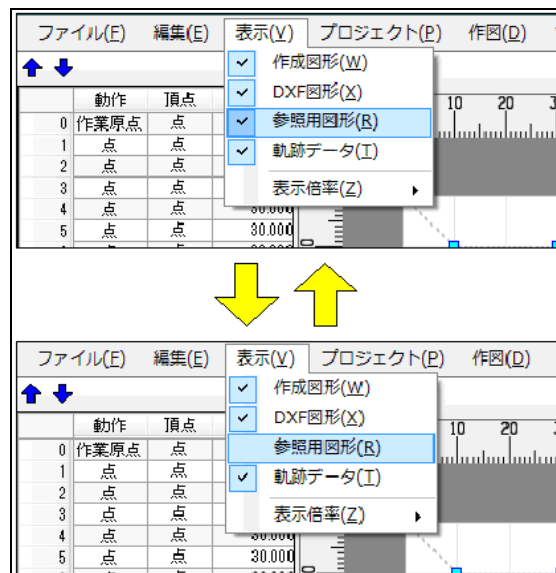 ファイル(F) 編集(E) 表示(V) プロジェクト(P) 作図(D)
作成図形(W)
DXF図形(X)
参照用図形(R)
軌跡データ(T)
表示倍率(Z)
動作 頂点
10 20
0 作業原点 点
1 点 点
2 点 点
3 点 点
4 点 点 30.000
5 点 点 30.000
0
ファイル(F) 編集(E) 表示(V) プロジェクト(P) 作図(D)
作成図形(W)
DXF図形(X)
参照用図形(R)
軌跡データ(T)
表示倍率(Z)
動作 頂点
10 20
0 作業原点 点
1 点 点
2 点 点
3 点 点
4 点 点 30.000
5 点 点 30.000